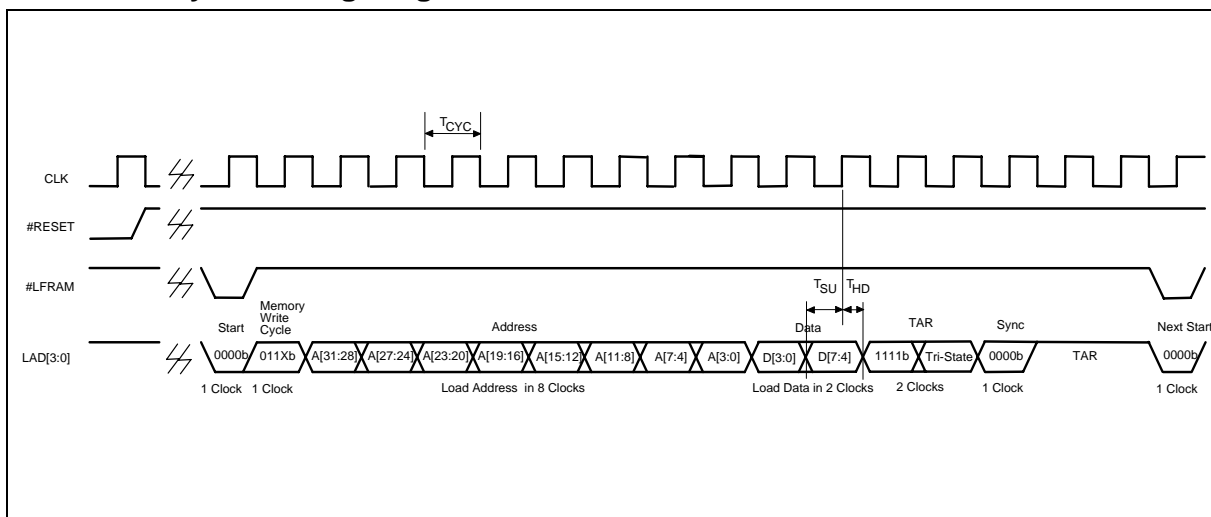 TCYC
CLK
#RESET
#LFRAM
TSU THD
Memory
Write
Cycle
Start Address Data TAR Sync Next Start
LAD[3:0] 0000b 011Xb A[31:28] A[27:24] A[23:20] A[19:16] A[15:12] A[11:8] A[7:4] A[3:0] D[3:0] D[7:4] 1111b Tri-State 0000b TAR 0000b
1 Clock 1 Clock Load Address in 8 Clocks Load Data in 2 Clocks 2 Clocks 1 Clock 1 Clock